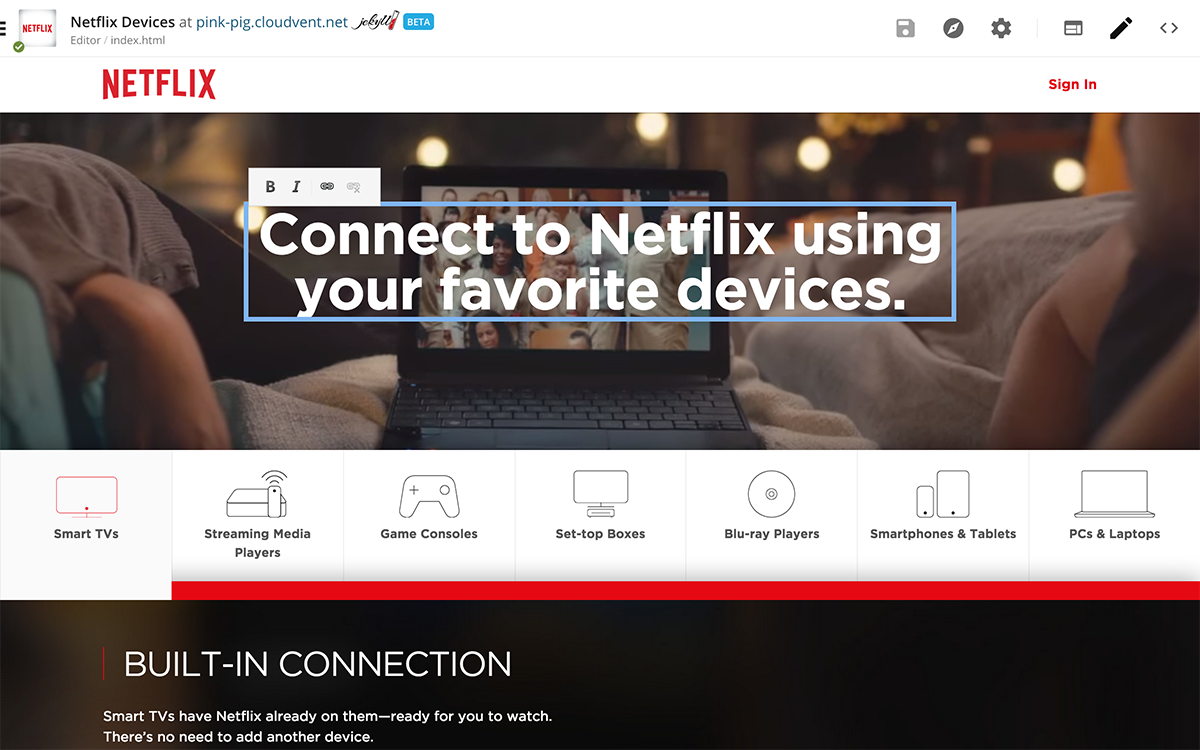 NETFLIX
Netflix Devices at pink-pig.cloudvent.net jekyll BETA
Editor / index.html
NETFLIX
Sign In
B I
Connect to Netflix using
your favorite devices.
Smart TVs
Streaming Media
Players
Game Consoles
Set-top Boxes
Blu-ray Players
Smartphones & Tablets
PCs & Laptops
BUILT-IN CONNECTION
Smart TVs have Netflix already on them—ready for you to watch.
There’s no need to add another device.